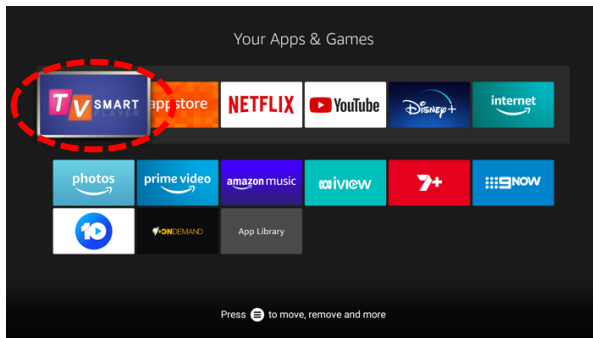 Your Apps & Games
TV SMART PLAYER
appstore
NETFLIX
YouTube
Disney+
internet
photos
prime video
amazon music
iview
7+
9NOW
10
ONDEMAND
App Library
Press to move, remove and more